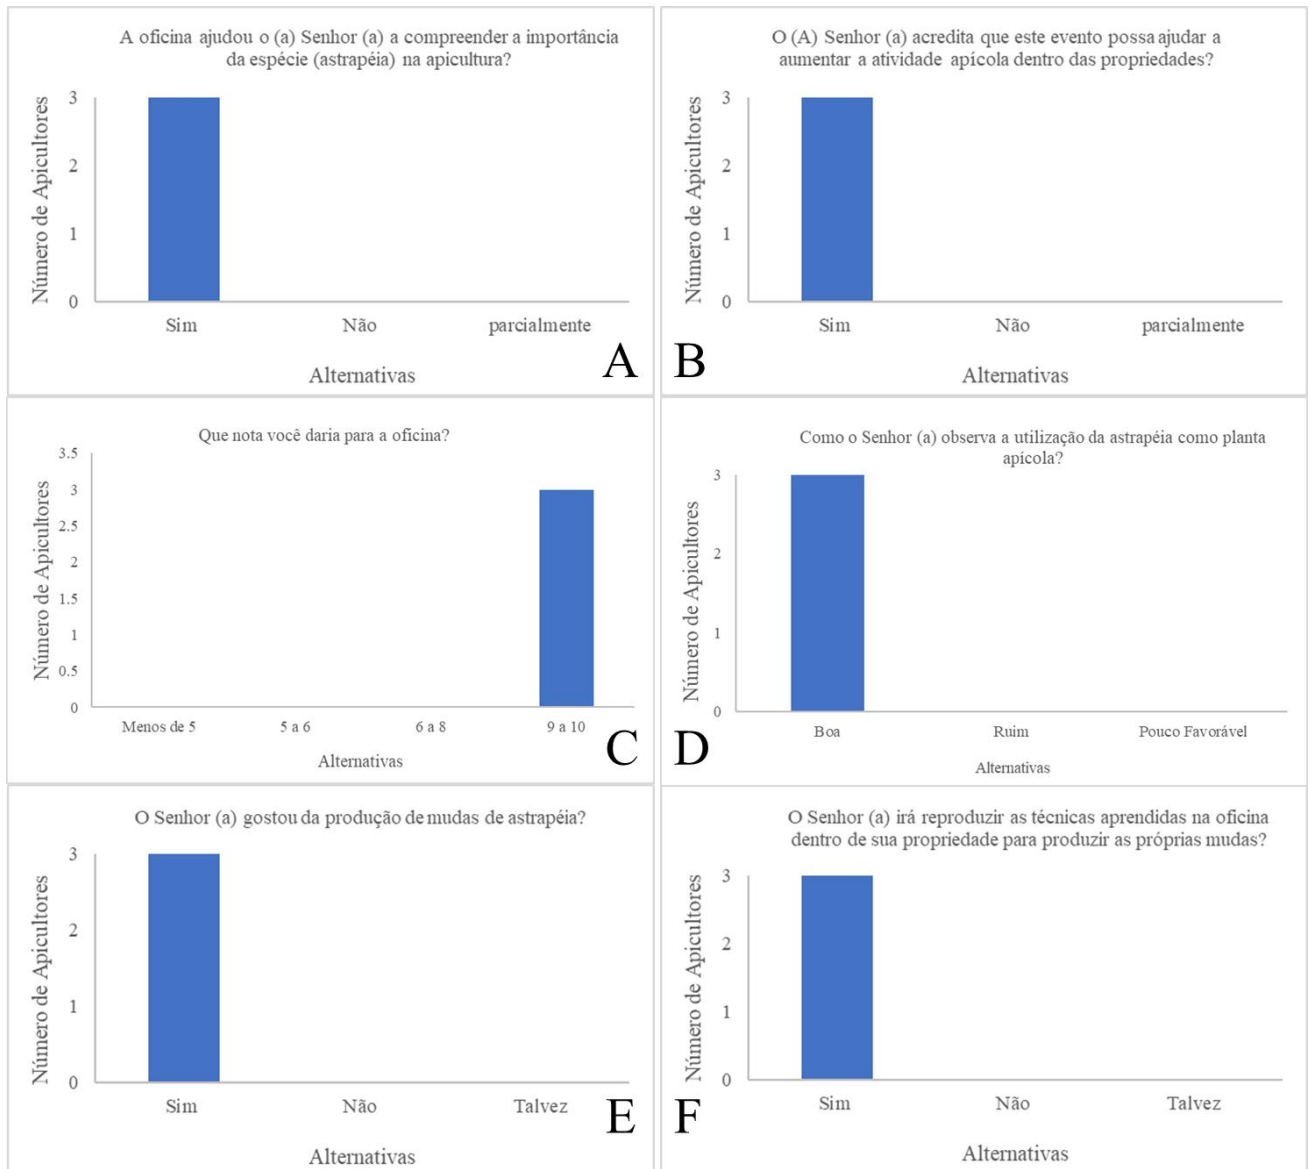 A oficina ajudou o (a) Senhor (a) a compreender a importância
da espécie (astrapéia) na apicultura?
Número de Apicultores
3
2
1
0
Sim Não parcialmente
Alternativas
A
O (A) Senhor (a) acredita que este evento possa ajudar a
aumentar a atividade apícola dentro das propriedades?
Número de Apicultores
3
2
1
0
Sim Não parcialmente
Alternativas
B
Que nota você daria para a oficina?
Número de Apicultores
3.5
3
2.5
2
1.5
1
0.5
0
Menos de 5 5 a 6 6 a 8 9 a 10
Alternativas
C
Como o Senhor (a) observa a utilização da astrapéia como planta
apícola?
Número de Apicultores
3
2
1
0
Boa Ruim Pouco Favorável
Alternativas
D
O Senhor (a) gostou da produção de mudas de astrapéia?
Número de Apicultores
3
2
1
0
Sim Não Talvez
Alternativas
E
O Senhor (a) irá reproduzir as técnicas aprendidas na oficina
dentro de sua propriedade para produzir as próprias mudas?
Número de Apicultores
3
2
1
0
Sim Não Talvez
Alternativas
F